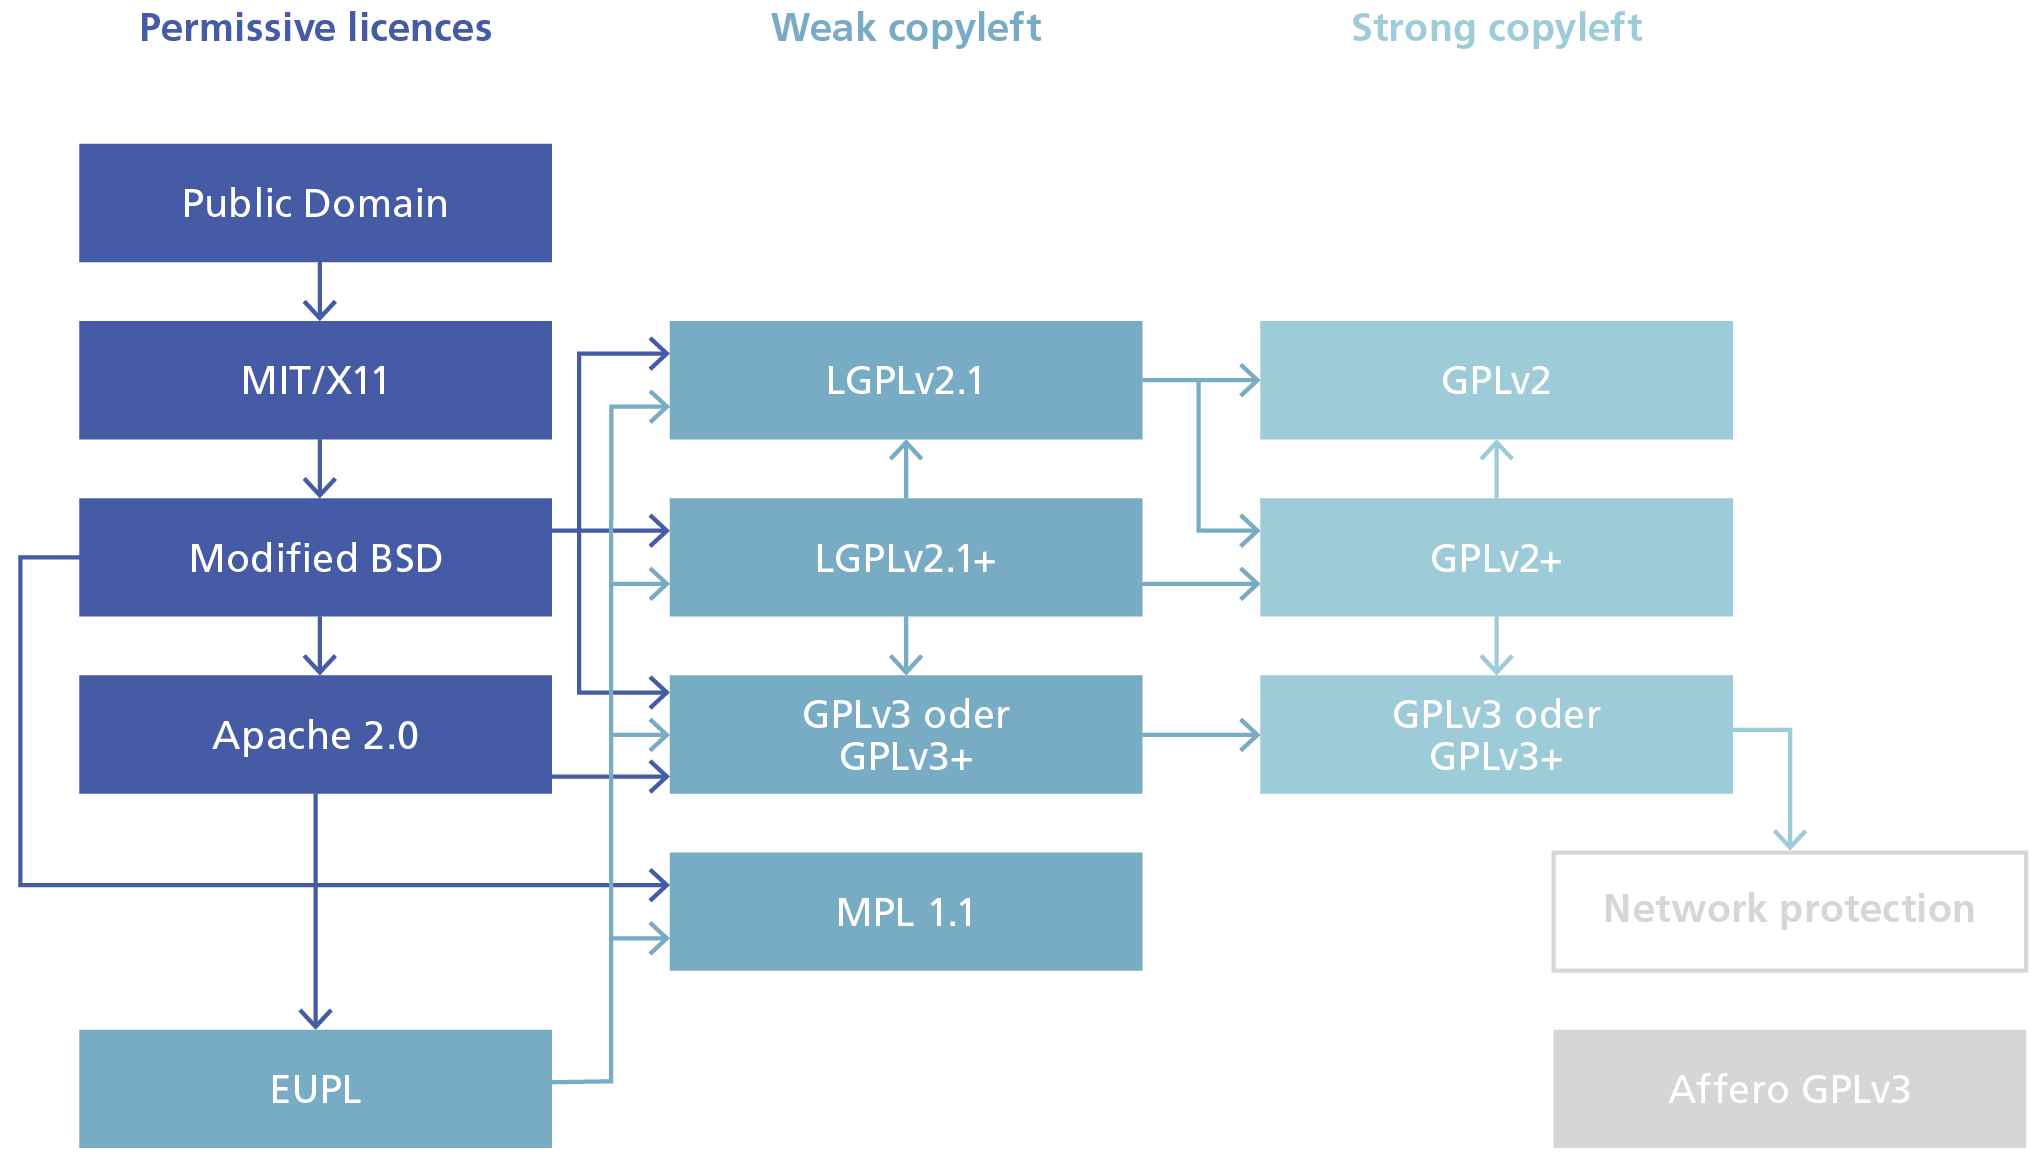 Permissive licences
Weak copyleft
Strong copyleft
Public Domain
MIT/X11
LGPLv2.1
GPLv2
Modified BSD
LGPLv2.1+
GPLv2+
Apache 2.0
GPLv3 oder
GPLv3+
GPLv3 oder
GPLv3+
MPL 1.1
Network protection
EUPL
Affero GPLv3